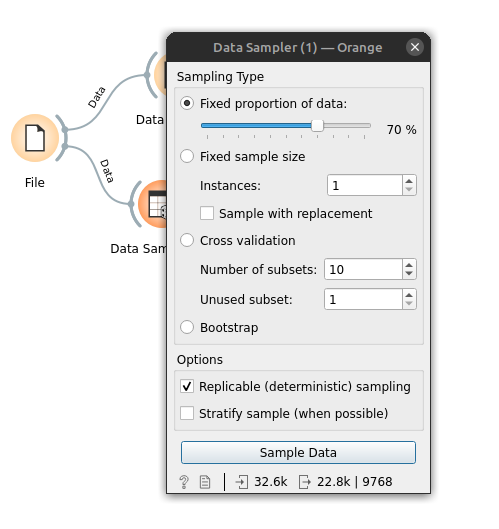 Data Sampler (1) — Orange
Sampling Type
Fixed proportion of data:
70 %
Fixed sample size
Instances: 1
Sample with replacement
Cross validation
Number of subsets: 10
Unused subset: 1
Bootstrap
Options
Replicable (deterministic) sampling
Stratify sample (when possible)
Sample Data
? 32.6k 22.8k | 9768
Data
Data
File
Data
Data Sam